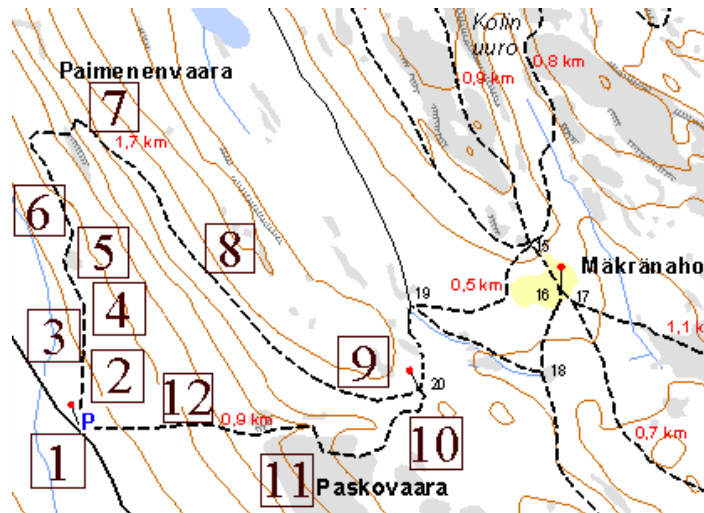 Kolin
uuro
0,9 km
0,8 km
Paimenenvaara
7
1,7 km
6
5
8
15
Mäkränaho
4
0,5 km
16
17
19
3
1,1 k
2
9
18
20
12
0,9 km
P
10
0,7 km
1
11
Paskovaara